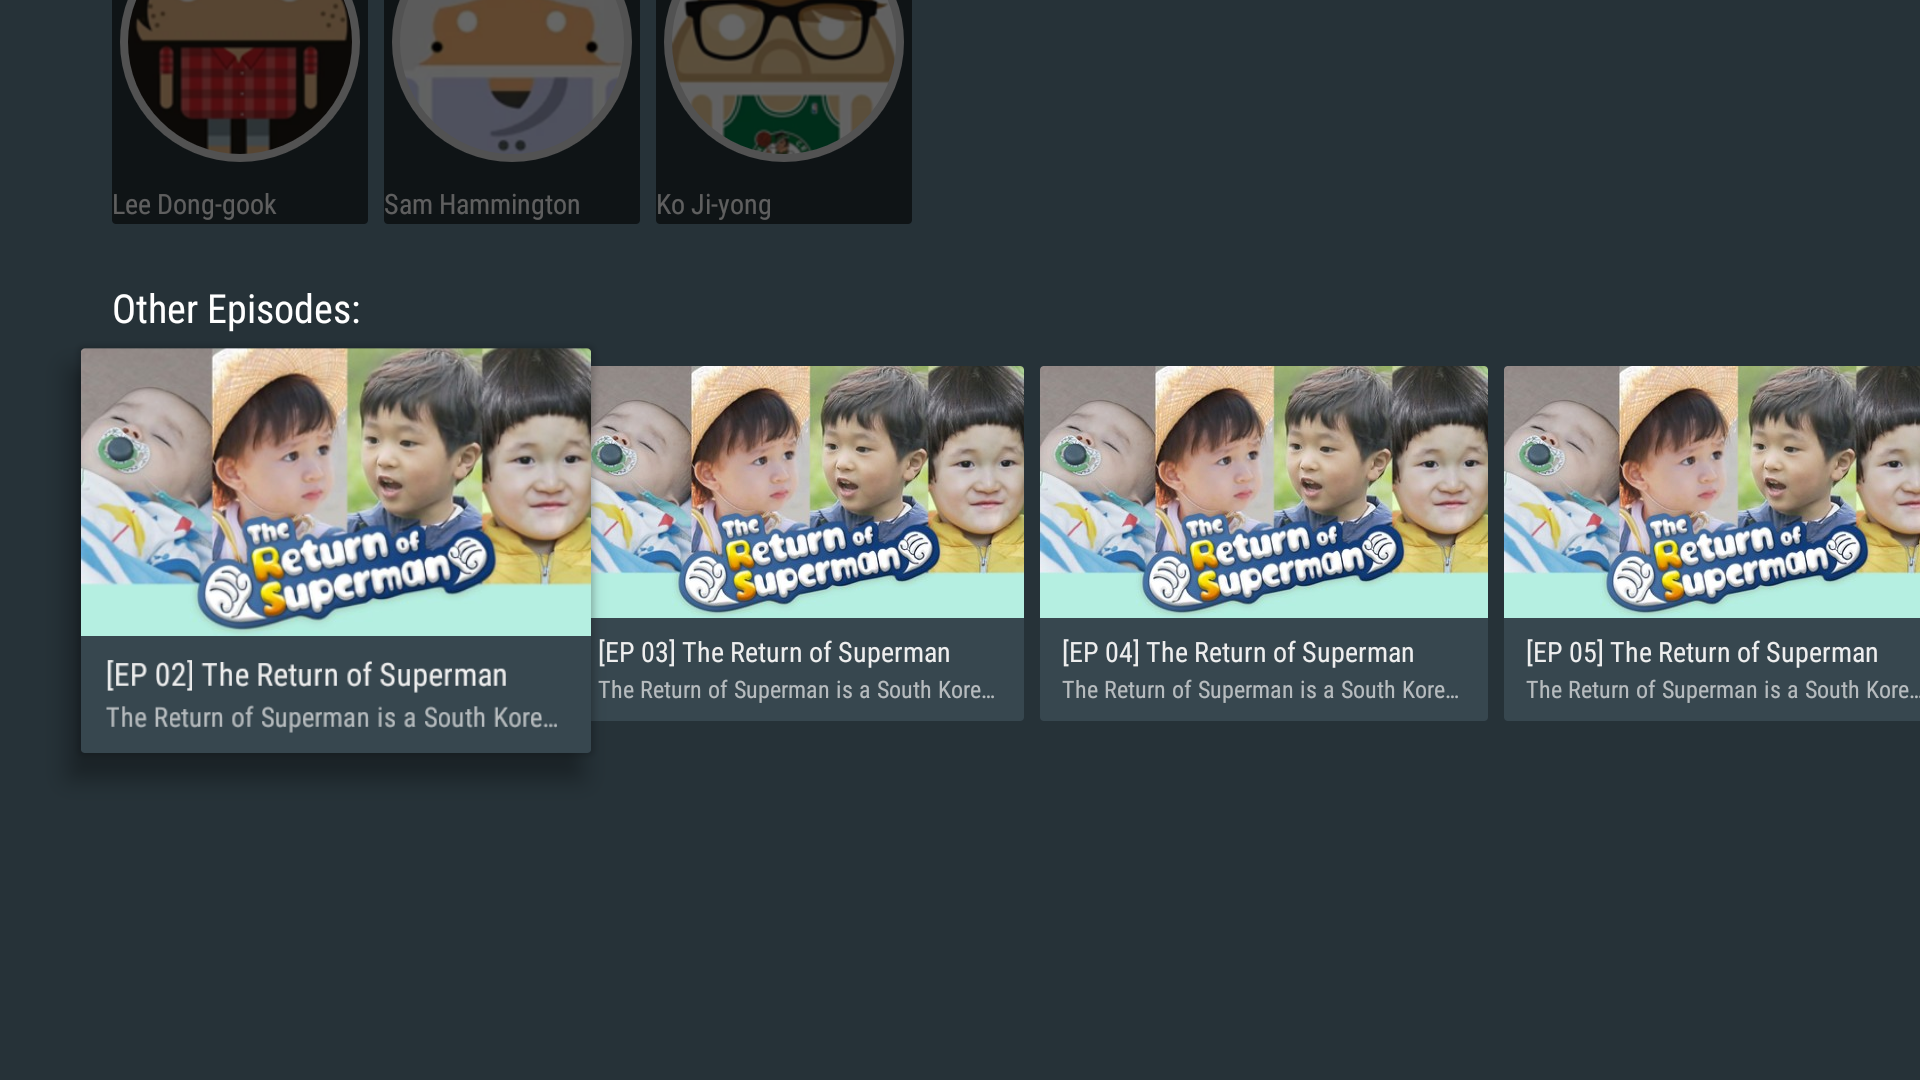 Lee Dong-gook
Sam Hammington
Ko Ji-yong
Other Episodes:
The
Return of
Superman
[EP 02] The Return of Superman
The Return of Superman is a South Kore...
The
Return of
Superman
[EP 03] The Return of Superman
The Return of Superman is a South Kore...
The
Return of
Superman
[EP 04] The Return of Superman
The Return of Superman is a South Kore...
The
Return of
Superman
[EP 05] The Return of Superman
The Return of Superman is a South Kore...